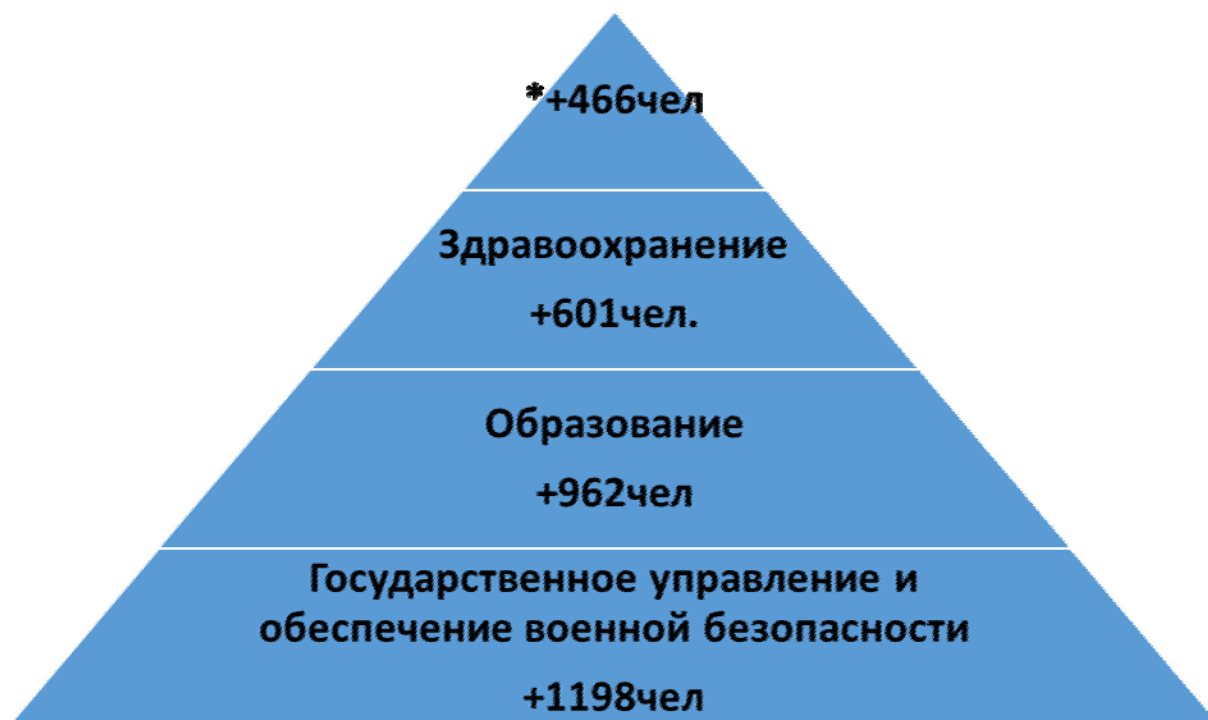 *+466чел
Здравоохранение
+601чел.
Образование
+962чел
Государственное управление и
обеспечение военной безопасности
+1198чел